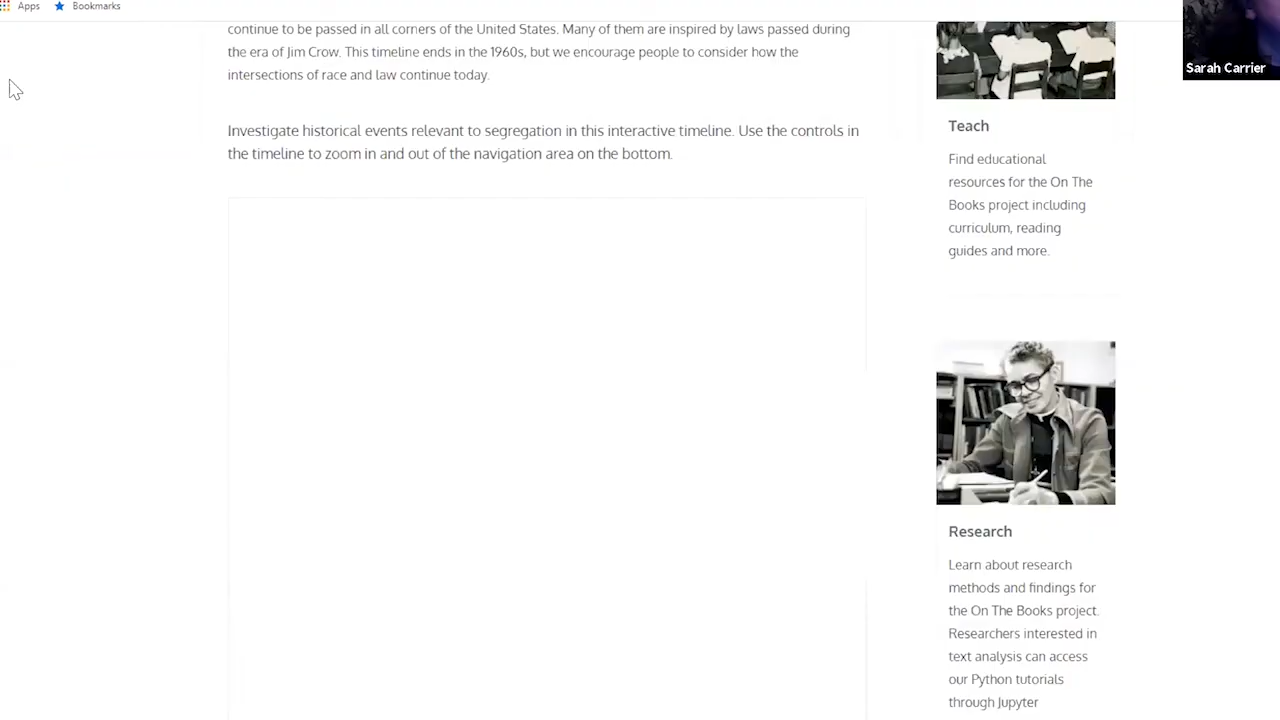 Apps Bookmarks
continue to be passed in all corners of the United States. Many of them are inspired by laws passed during
the era of Jim Crow. This timeline ends in the 1960s, but we encourage people to consider how the
intersections of race and law continue today.
Investigate historical events relevant to segregation in this interactive timeline. Use the controls in
the timeline to zoom in and out of the navigation area on the bottom.
Sarah Carrier
Teach
Find educational
resources for the On The
Books project including
curriculum, reading
guides and more.
Research
Learn about research
methods and findings for
the On The Books project.
Researchers interested in
text analysis can access
our Python tutorials
through Jupyter